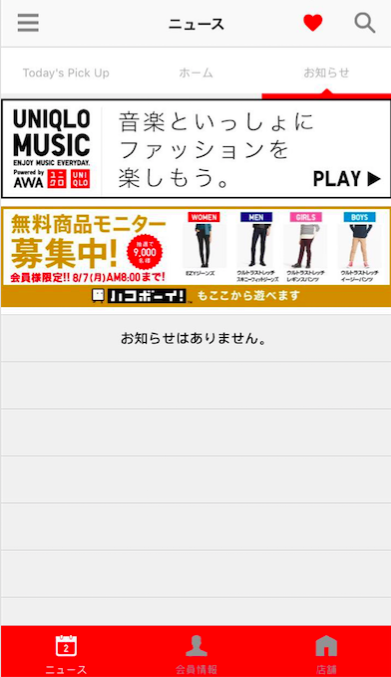 ニュース
Today's Pick Up
ホーム
お知らせ
UNIQLO
MUSIC
ENJOY MUSIC EVERYDAY.
Powered by
AWA
ユニ
クロ
UNI
QLO
音楽といっしょに
ファッションを
楽しもう。
PLAY ▶
無料商品モニター
募集中!
抽選で
9,000
名様
会員様限定!! 8/7(月)AM8:00まで!
WOMEN
EZYジーンズ
MEN
ウルトラストレッチ
スキニーフィットジーンズ
GIRLS
ウルトラストレッチ
レギンスパンツ
BOYS
ウルトラストレッチ
イージーパンツ
ハコボーイ! もここから遊べます
お知らせはありません。
2
ニュース
会員情報
店舗